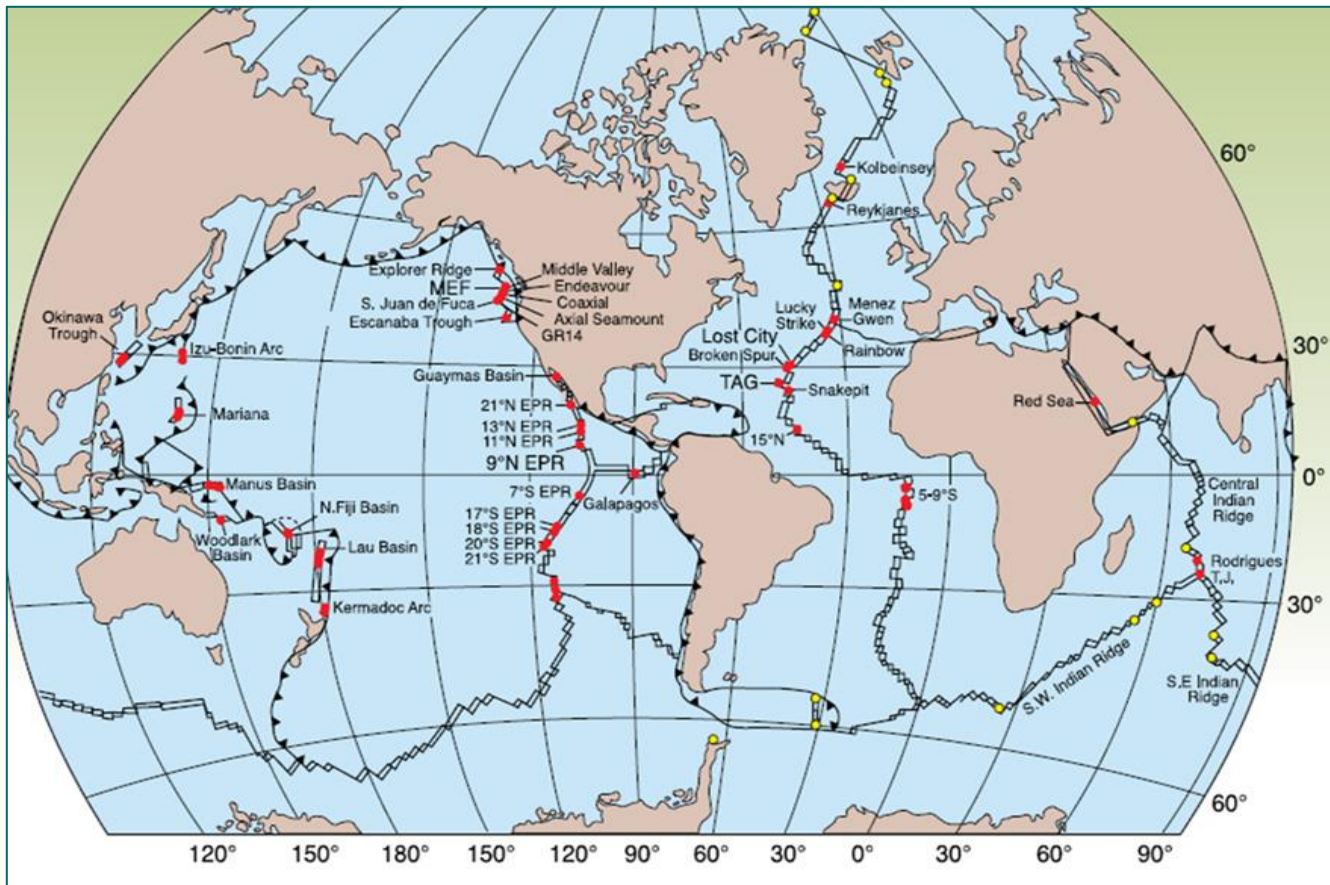 60°
Kolbeinsey
Reykjanes
Explorer Ridge
MEF
S. Juan de Fuca
Escanaba Trough
Middle Valley
Endeavour
Coaxial
Axial Seamount
GR14
Okinawa
Trough
Izu-Bonin Arc
Mariana
Lucky
Strike
Menez
Gwen
Lost City
Broken Spur
Rainbow
30°
Guaymas Basin
TAG
Snakepit
Red Sea
21°N EPR
13°N EPR
11°N EPR
9°N EPR
15°N
0°
Manus Basin
7°S EPR
Galapagos
5-9°S
Central
Indian
Ridge
N.Fiji Basin
Woodlark
Basin
Lau Basin
17°S EPR
18°S EPR
20°S EPR
21°S EPR
Rodrigues
T.J.
Kermadoc Arc
30°
S.W. Indian Ridge
S.E Indian
Ridge
60°
120° 150° 180° 150° 120° 90° 60° 30° 0° 30° 60° 90°